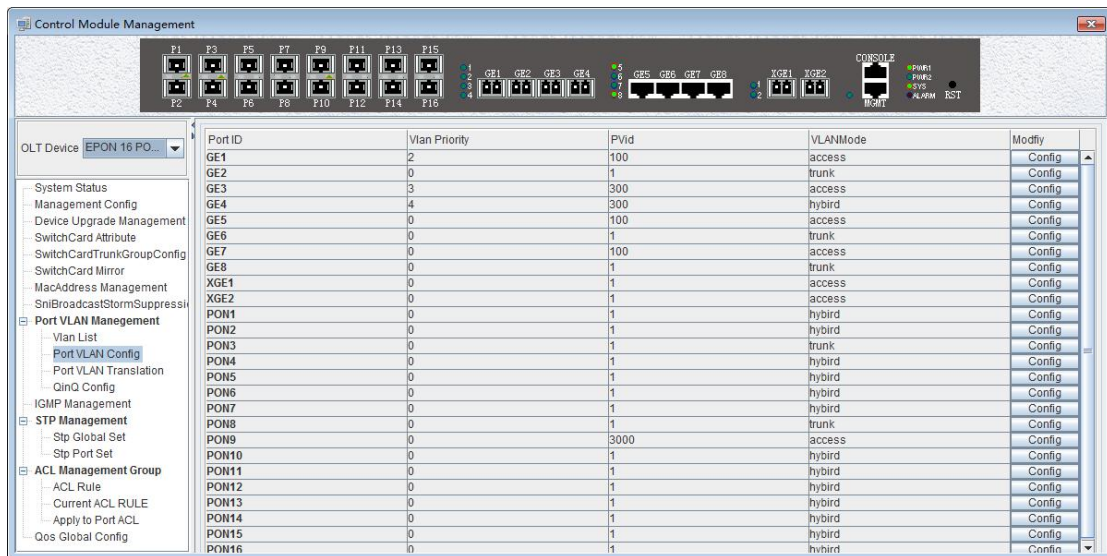 Control Module Management
P1 P3 P5 P7 P9 P11 P13 P15
P2 P4 P6 P8 P10 P12 P14 P16
1
2
3
4
GE1 GE2 GE3 GE4
5
6
7
8
GE5 GE6 GE7 GE8
1
2
XGE1 XGE2
CONSOLE
MGMT
PWR1
PWR2
SYS
ALARM
RST
OLT Device EPON 16 PO...
System Status
Management Config
Device Upgrade Management
SwitchCard Attribute
SwitchCardTrunkGroupConfig
SwitchCard Mirror
MacAddress Management
SniBroadcastStormSuppressi
Port VLAN Management
Vlan List
Port VLAN Config
Port VLAN Translation
QinQ Config
IGMP Management
STP Management
Stp Global Set
Stp Port Set
ACL Management Group
ACL Rule
Current ACL RULE
Apply to Port ACL
Qos Global Config
Port ID Vlan Priority PVid VLANMode Modfiy
GE1 2 100 access Config
GE2 0 1 trunk Config
GE3 3 300 access Config
GE4 4 300 hybird Config
GE5 0 100 access Config
GE6 0 1 trunk Config
GE7 0 100 access Config
GE8 0 1 trunk Config
XGE1 0 1 access Config
XGE2 0 1 access Config
PON1 0 1 hybird Config
PON2 0 1 hybird Config
PON3 0 1 trunk Config
PON4 0 1 hybird Config
PON5 0 1 hybird Config
PON6 0 1 hybird Config
PON7 0 1 hybird Config
PON8 0 1 trunk Config
PON9 0 3000 access Config
PON10 0 1 hybird Config
PON11 0 1 hybird Config
PON12 0 1 hybird Config
PON13 0 1 hybird Config
PON14 0 1 hybird Config
PON15 0 1 hybird Config
PON16 0 1 hybird Config